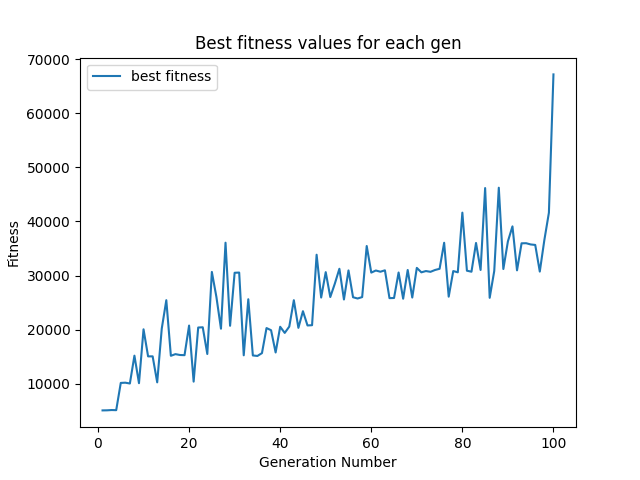 Best fitness values for each gen
best fitness
70000
60000
50000
40000
30000
20000
10000
Fitness
0 20 40 60 80 100
Generation Number